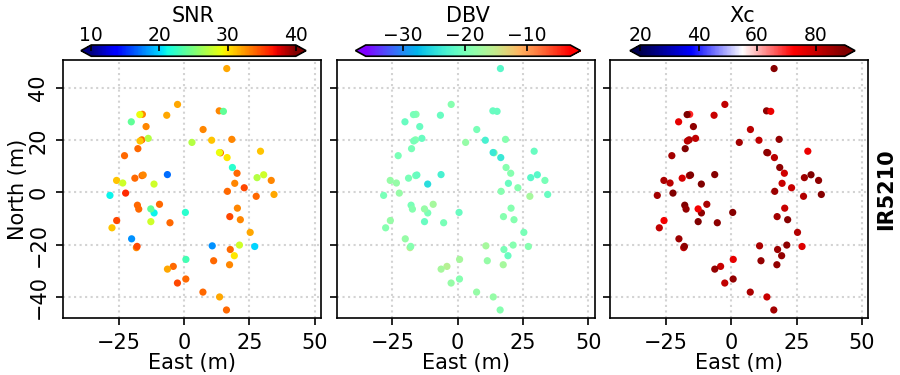 SNR DBV Xc
10 20 30 40 −30 −20 −10 20 40 60 80
North (m)
40
20
0
−20
−40
−25 0 25 50 −25 0 25 50 −25 0 25 50
East (m) East (m) East (m)
IR5210